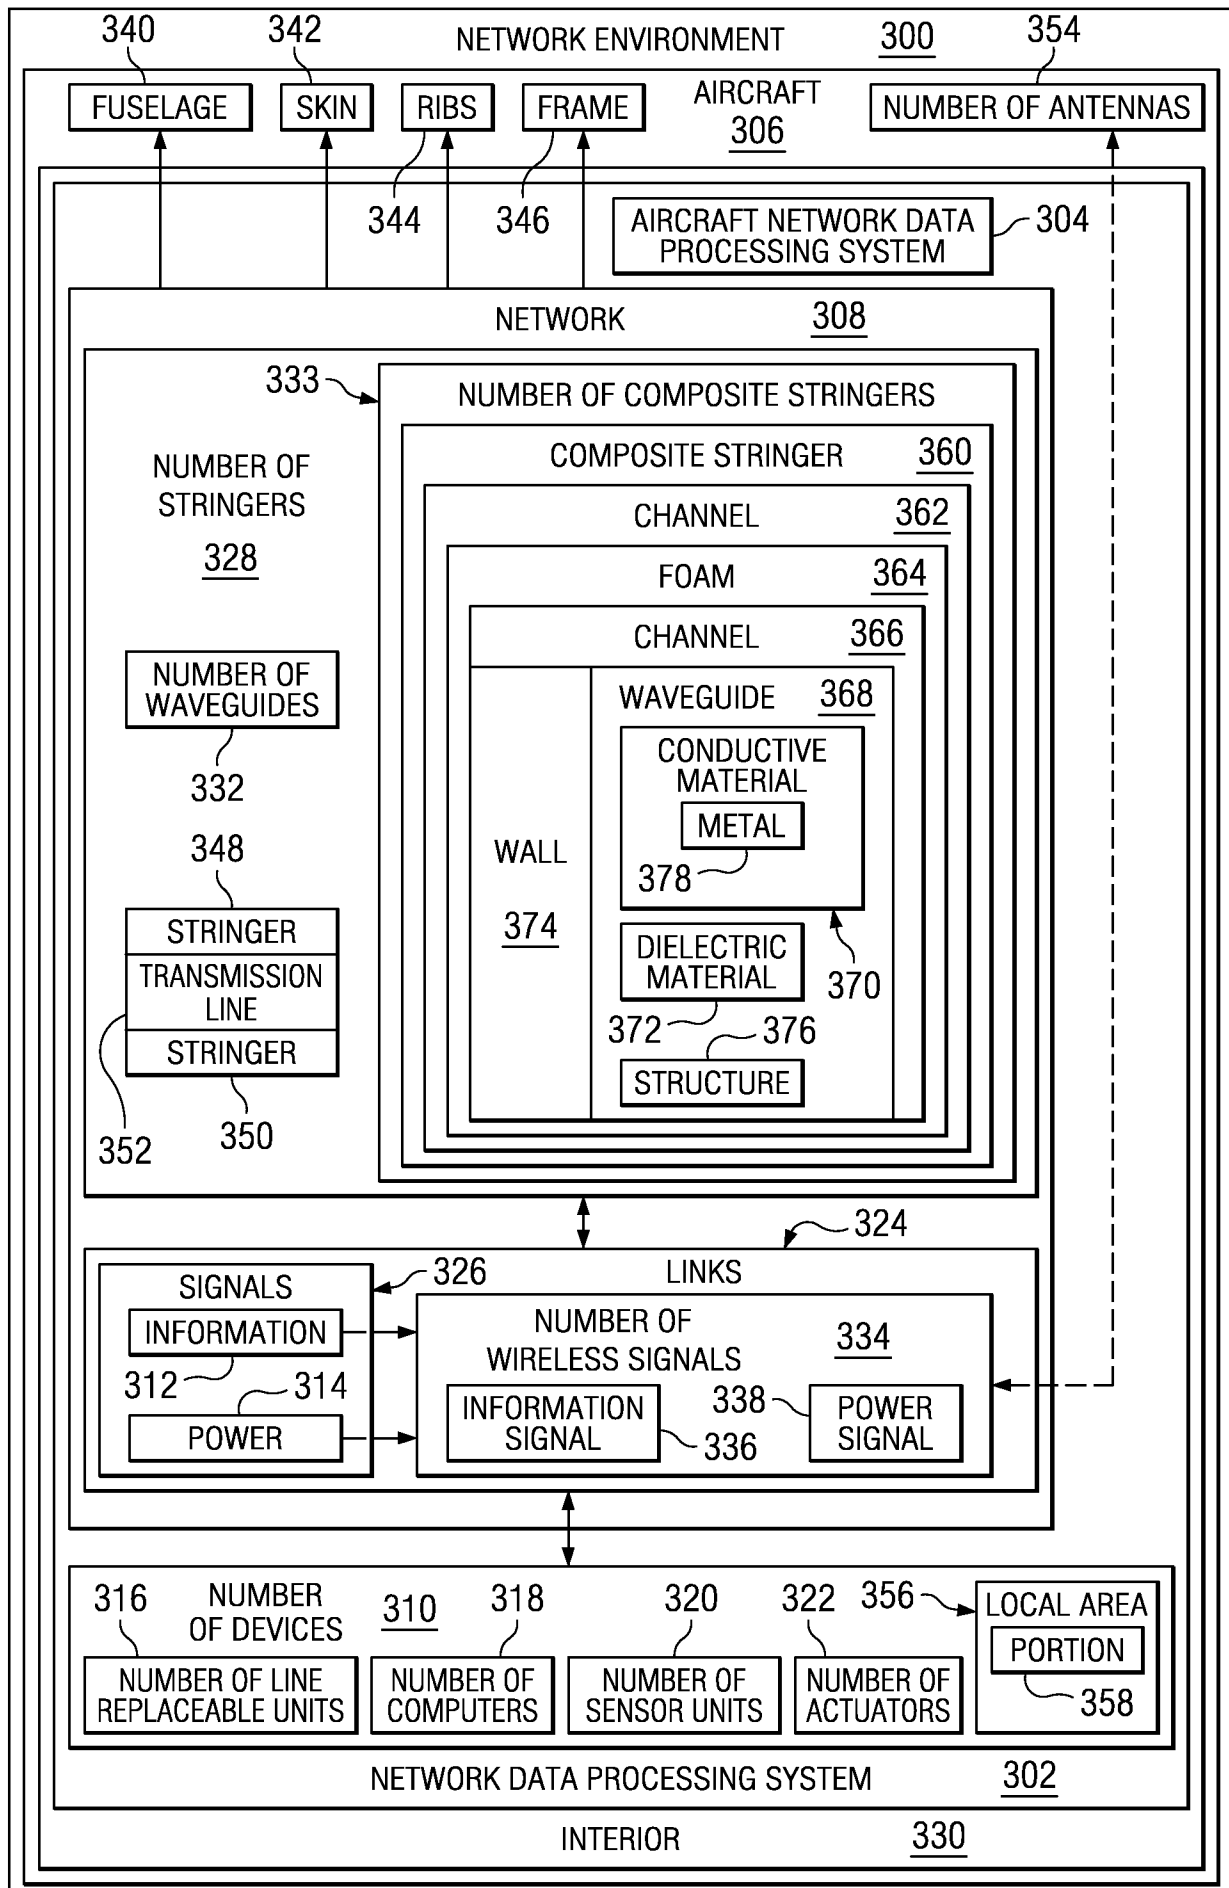 340
342
NETWORK ENVIRONMENT 300
354
FUSELAGE
SKIN
RIBS
FRAME
AIRCRAFT
306
NUMBER OF ANTENNAS
344
346
AIRCRAFT NETWORK DATA
PROCESSING SYSTEM
304
NETWORK 308
333
NUMBER OF COMPOSITE STRINGERS
COMPOSITE STRINGER 360
CHANNEL 362
FOAM 364
CHANNEL 366
NUMBER OF
STRINGERS
328
NUMBER OF
WAVEGUIDES
332
WAVEGUIDE 368
CONDUCTIVE
MATERIAL
METAL
378
370
WALL
374
DIELECTRIC
MATERIAL
372
376
STRUCTURE
348
STRINGER
TRANSMISSION
LINE
STRINGER
352
350
324
LINKS
326
SIGNALS
INFORMATION
312
314
POWER
NUMBER OF
WIRELESS SIGNALS
334
INFORMATION
SIGNAL
336
338
POWER
SIGNAL
316
NUMBER
OF DEVICES
310
318
320
322
356
LOCAL AREA
PORTION
358
NUMBER OF LINE
REPLACEABLE UNITS
NUMBER OF
COMPUTERS
NUMBER OF
SENSOR UNITS
NUMBER OF
ACTUATORS
NETWORK DATA PROCESSING SYSTEM 302
INTERIOR 330